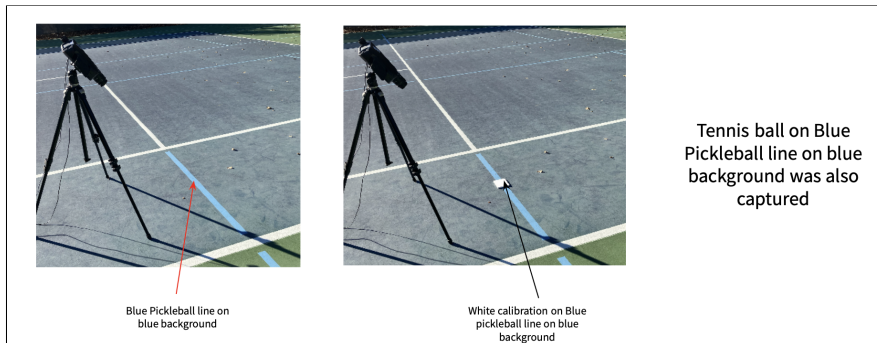 Tennis ball on Blue
Pickleball line on blue
background was also
captured
Blue Pickleball line on
blue background
White calibration on Blue
pickleball line on blue
background